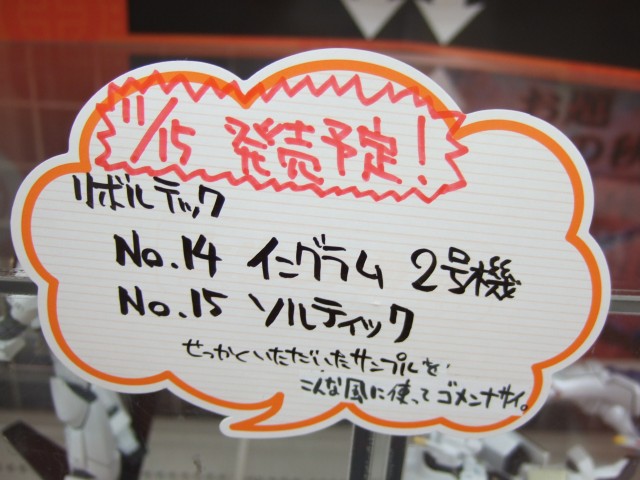 11/15 発売予定！
リボルテック
No.14 イングラム 2号機
No.15 ソルティック
せっかくいただいたサンプルを
こんな風に使ってゴメンナサイ。